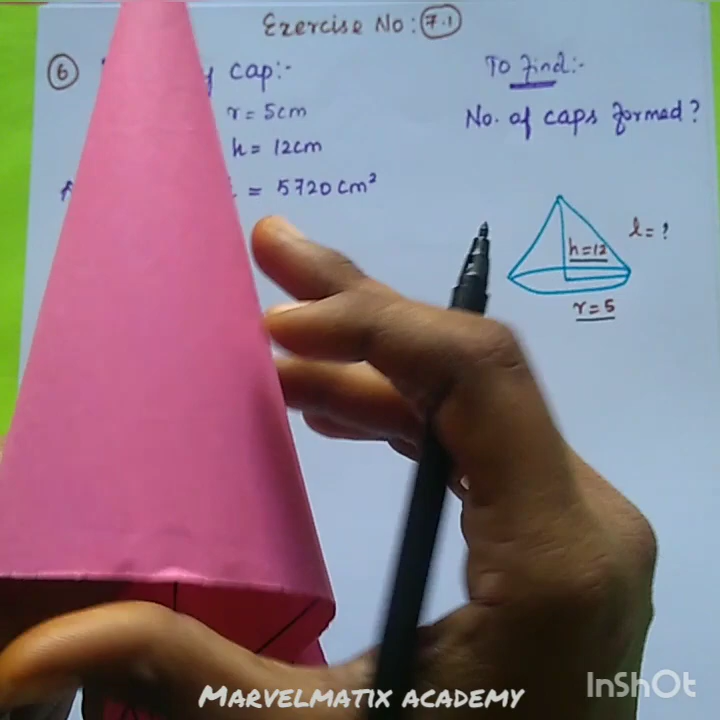 Exercise No: 7.1
6 cap:- To find:-
r = 5cm No. of caps formed?
h = 12cm
= 5720 cm²
l = ?
h=12
r=5
MARVELMATIX ACADEMY
InShOt